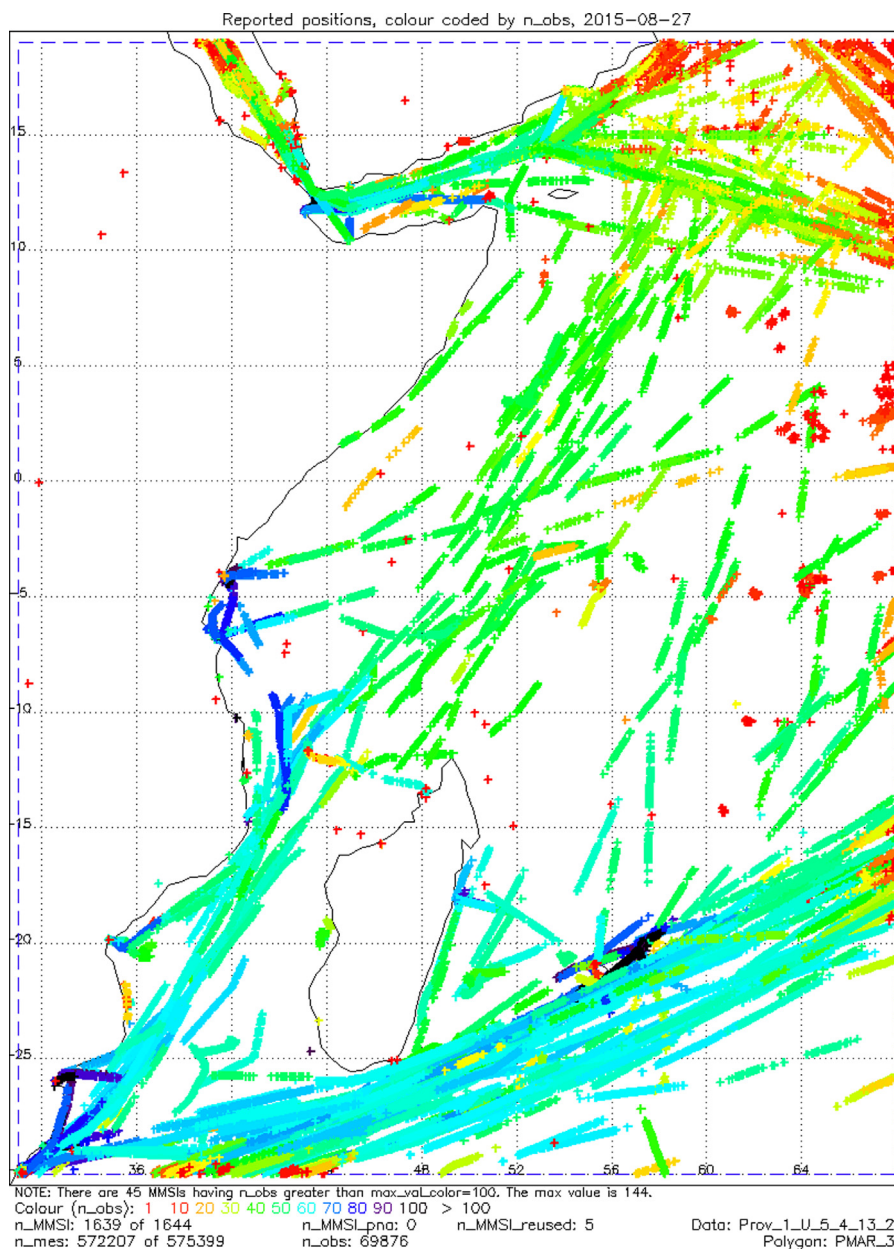 Reported positions, colour coded by n_obs, 2015-08-27
15
10
5
0
-5
-10
-15
-20
-25
36 48 52 56 60 64
NOTE: There are 45 MMSIs having n_obs greater than max_val_color=100. The max value is 144.
Colour (n_obs): 1 10 20 30 40 50 60 70 80 90 100 > 100
n_MMSI: 1639 of 1644 n_MMSI_pna: 0 n_MMSI_reused: 5 Data: Prov_1_U_5_4_13_2
n_mes: 572207 of 575399 n_obs: 69876 Polygon: PMAR_3